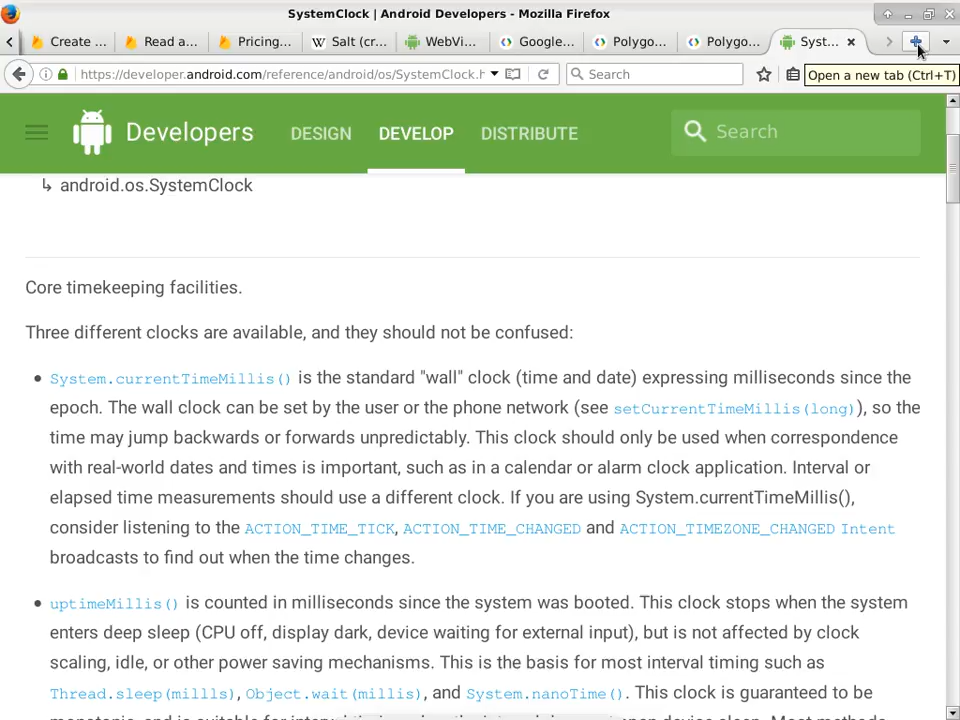 SystemClock | Android Developers - Mozilla Firefox
Create ...
Read a...
Pricing...
Salt (cr...
WebVi...
Google...
Polygo...
Polygo...
Syst...
https://developer.android.com/reference/android/os/SystemClock.h
Search
Open a new tab (Ctrl+T)
Developers
DESIGN
DEVELOP
DISTRIBUTE
Search
↳ android.os.SystemClock
Core timekeeping facilities.
Three different clocks are available, and they should not be confused:
• System.currentTimeMillis() is the standard "wall" clock (time and date) expressing milliseconds since the
epoch. The wall clock can be set by the user or the phone network (see setCurrentTimeMillis(long)), so the
time may jump backwards or forwards unpredictably. This clock should only be used when correspondence
with real-world dates and times is important, such as in a calendar or alarm clock application. Interval or
elapsed time measurements should use a different clock. If you are using System.currentTimeMillis(),
consider listening to the ACTION_TIME_TICK, ACTION_TIME_CHANGED and ACTION_TIMEZONE_CHANGED Intent
broadcasts to find out when the time changes.
• uptimeMillis() is counted in milliseconds since the system was booted. This clock stops when the system
enters deep sleep (CPU off, display dark, device waiting for external input), but is not affected by clock
scaling, idle, or other power saving mechanisms. This is the basis for most interval timing such as
Thread.sleep(millls), Object.wait(millis), and System.nanoTime(). This clock is guaranteed to be